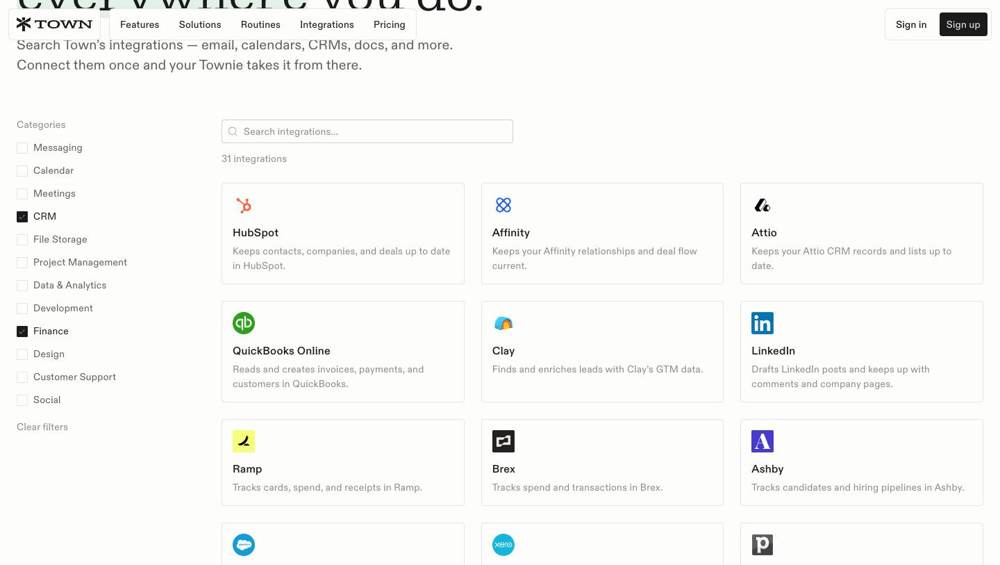 everywhere you do.
TOWN
Features
Solutions
Routines
Integrations
Pricing
Sign in
Sign up
Search Town's integrations — email, calendars, CRMs, docs, and more.
Connect them once and your Townie takes it from there.
Categories
Messaging
Calendar
Meetings
CRM
File Storage
Project Management
Data & Analytics
Development
Finance
Design
Customer Support
Social
Clear filters
Search integrations...
31 integrations
HubSpot
Keeps contacts, companies, and deals up to date
in HubSpot.
Affinity
Keeps your Affinity relationships and deal flow
current.
Attio
Keeps your Attio CRM records and lists up to
date.
qb
QuickBooks Online
Reads and creates invoices, payments, and
customers in QuickBooks.
Clay
Finds and enriches leads with Clay's GTM data.
in
LinkedIn
Drafts LinkedIn posts and keeps up with
comments and company pages.
Ramp
Tracks cards, spend, and receipts in Ramp.
Brex
Tracks spend and transactions in Brex.
A
Ashby
Tracks candidates and hiring pipelines in Ashby.
xero
p